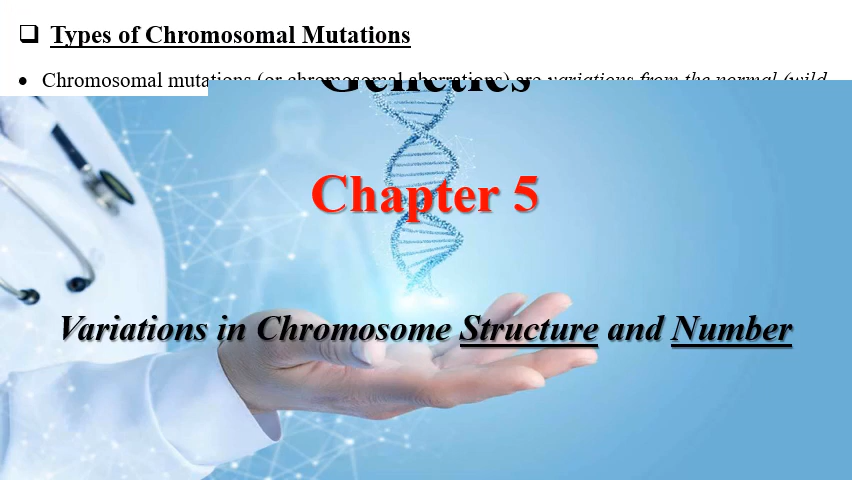 ❑ Types of Chromosomal Mutations
• Chromosomal mutations (or chromosomal aberrations) are variations from the normal (wild
Genetics
Chapter 5
Variations in Chromosome Structure and Number